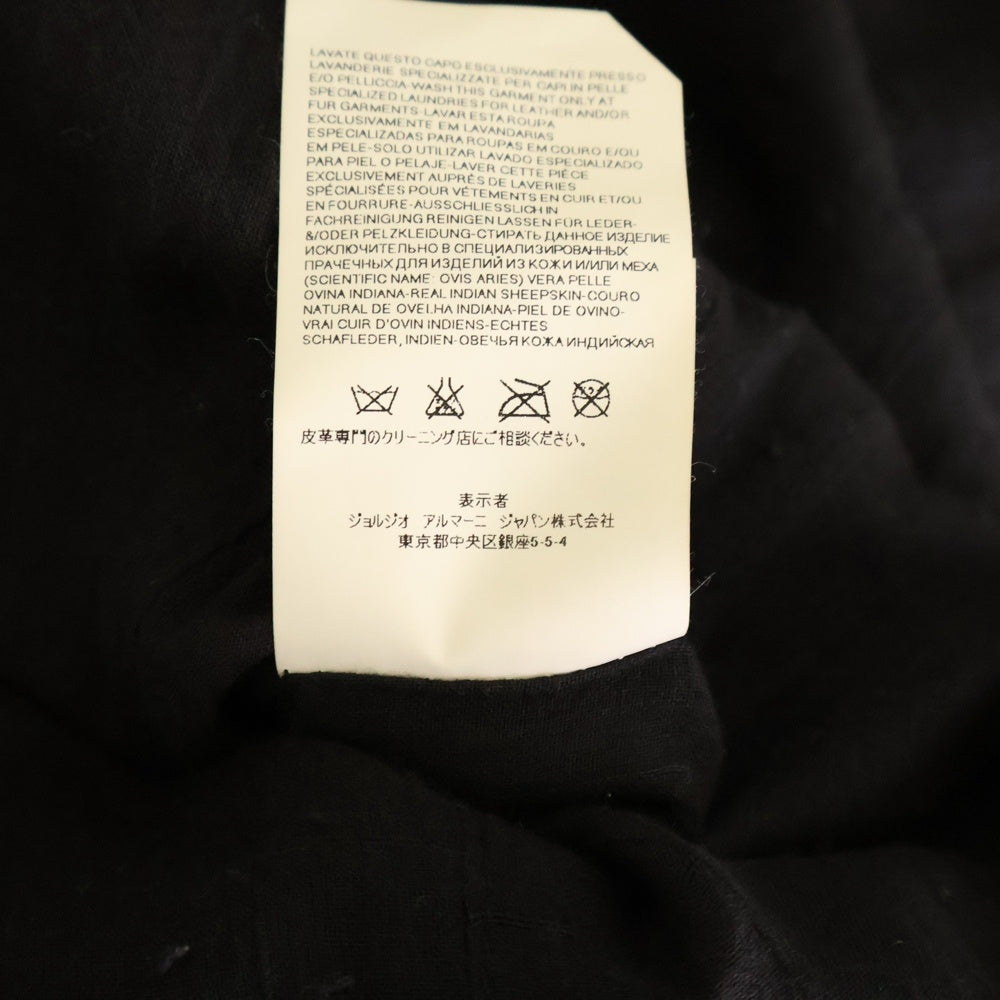 LAVATE QUESTO CAPO ESCLUSIVAMENTE PRESSO
LAVANDERIE SPECIALIZZATE PER CAPI IN PELLE
E/O PELLICCIA-WASH THIS GARMENT ONLY AT
SPECIALIZED LAUNDRIES FOR LEATHER AND/OR
FUR GARMENTS-LAVAR ESTA ROUPA
EXCLUSIVAMENTE EM LAVANDARIAS
ESPECIALIZADAS PARA ROUPAS EM COURO E/OU
EM PELE-SOLO UTILIZAR LAVADO ESPECIALIZADO
PARA PIEL O PELAJE-LAVER CETTE PIÈCE
EXCLUSIVEMENT AUPRÈS DE LAVERIES
SPÉCIALISÉES POUR VÊTEMENTS EN CUIR ET/OU
EN FOURRURE-AUSSCHLIESSLICH IN
FACHREINIGUNG REINIGEN LASSEN FÜR LEDER-
&/ODER PELZKLEIDUNG-СТИРАТЬ ДАННОЕ ИЗДЕЛИЕ
ИСКЛЮЧИТЕЛЬНО В СПЕЦИАЛИЗИРОВАННЫХ
ПРАЧЕЧНЫХ ДЛЯ ИЗДЕЛИЙ ИЗ КОЖИ И/ИЛИ МЕХА
(SCIENTIFIC NAME: OVIS ARIES) VERA PELLE
OVINA INDIANA-REAL INDIAN SHEEPSKIN-COURO
NATURAL DE OVELHA INDIANA-PIEL DE OVINO-
VRAI CUIR D'OVIN INDIENS-ECHTES
SCHAFLEDER, INDIEN-ОВЕЧЬЯ КОЖА ИНДИЙСКАЯ
皮革専門のクリーニング店にご相談ください。
表示者
ジョルジオ アルマーニ ジャパン株式会社
東京都中央区銀座5-5-4